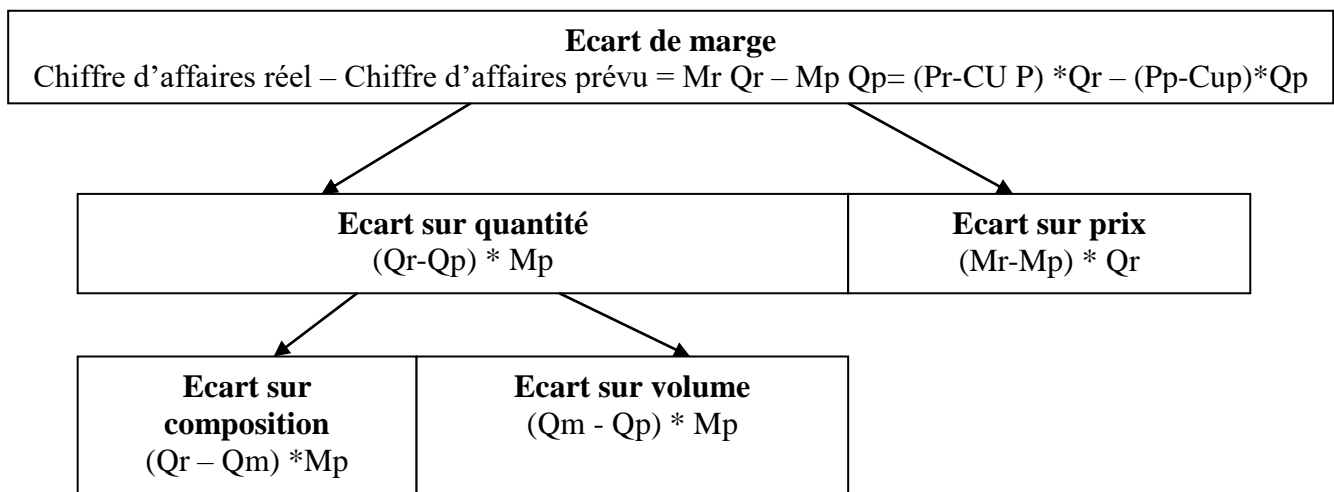 Ecart de marge
Chiffre d’affaires réel – Chiffre d’affaires prévu = Mr Qr – Mp Qp= (Pr-CU P) *Qr – (Pp-Cup)*Qp
Ecart sur quantité
(Qr-Qp) * Mp
Ecart sur prix
(Mr-Mp) * Qr
Ecart sur
composition
(Qr – Qm) *Mp
Ecart sur volume
(Qm - Qp) * Mp